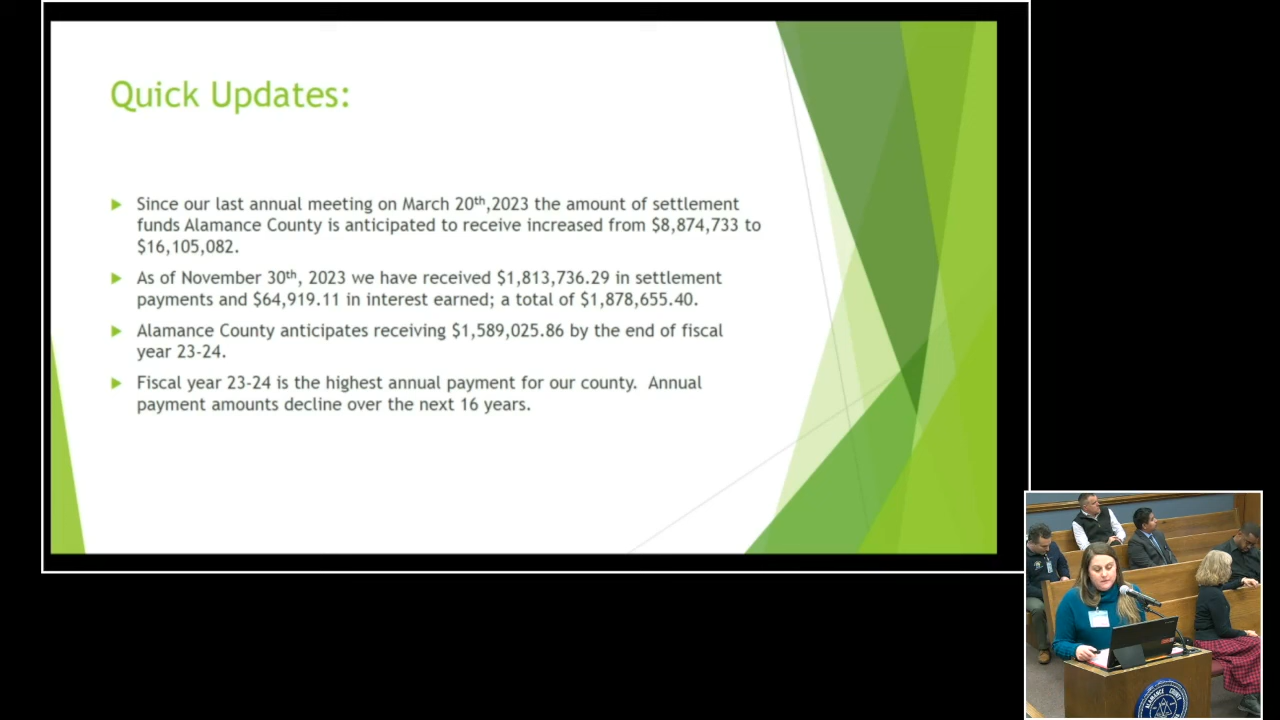 Quick Updates:
Since our last annual meeting on March 20th,2023 the amount of settlement
funds Alamance County is anticipated to receive increased from $8,874,733 to
$16,105,082.
As of November 30th, 2023 we have received $1,813,736.29 in settlement
payments and $64,919.11 in interest earned; a total of $1,878,655.40.
Alamance County anticipates receiving $1,589,025.86 by the end of fiscal
year 23-24.
Fiscal year 23-24 is the highest annual payment for our county.  Annual
payment amounts decline over the next 16 years.
ALAMANCE COUNTY